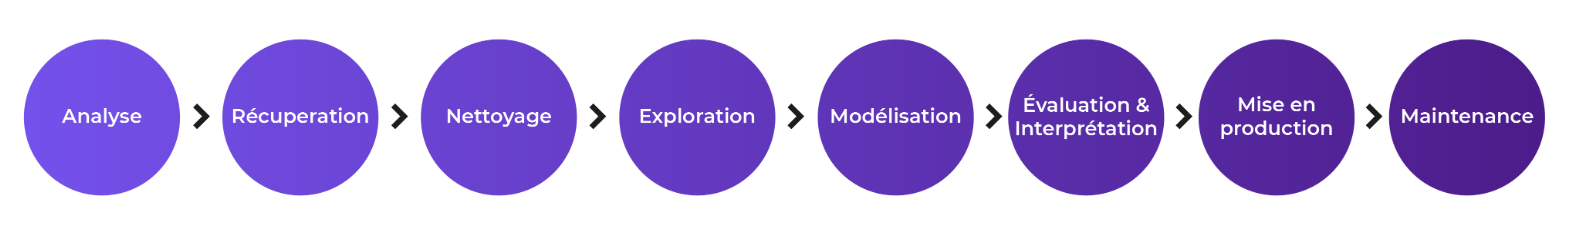 Analyse
Récuperation
Nettoyage
Exploration
Modélisation
Évaluation &
Interprétation
Mise en
production
Maintenance